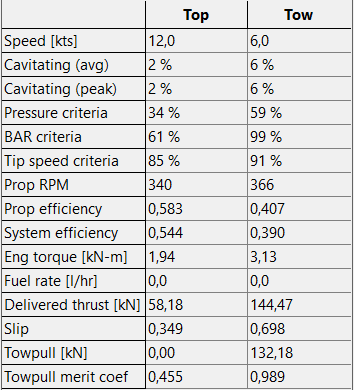 Top Tow
Speed [kts] 12,0 6,0
Cavitating (avg) 2 % 6 %
Cavitating (peak) 2 % 6 %
Pressure criteria 34 % 59 %
BAR criteria 61 % 99 %
Tip speed criteria 85 % 91 %
Prop RPM 340 366
Prop efficiency 0,583 0,407
System efficiency 0,544 0,390
Eng torque [kN-m] 1,94 3,13
Fuel rate [l/hr] 0,0 0,0
Delivered thrust [kN] 58,18 144,47
Slip 0,349 0,698
Towpull [kN] 0,00 132,18
Towpull merit coef 0,455 0,989